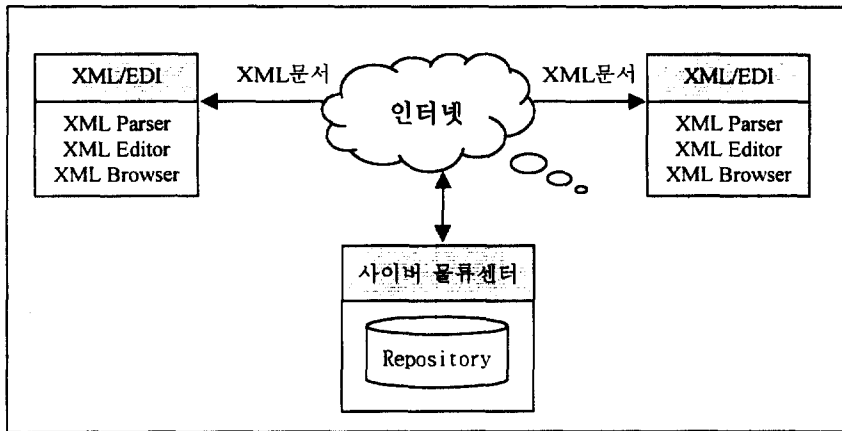 XML/EDI
XML Parser
XML Editor
XML Browser
XML문서
인터넷
XML문서
XML/EDI
XML Parser
XML Editor
XML Browser
사이버 물류센터
Repository